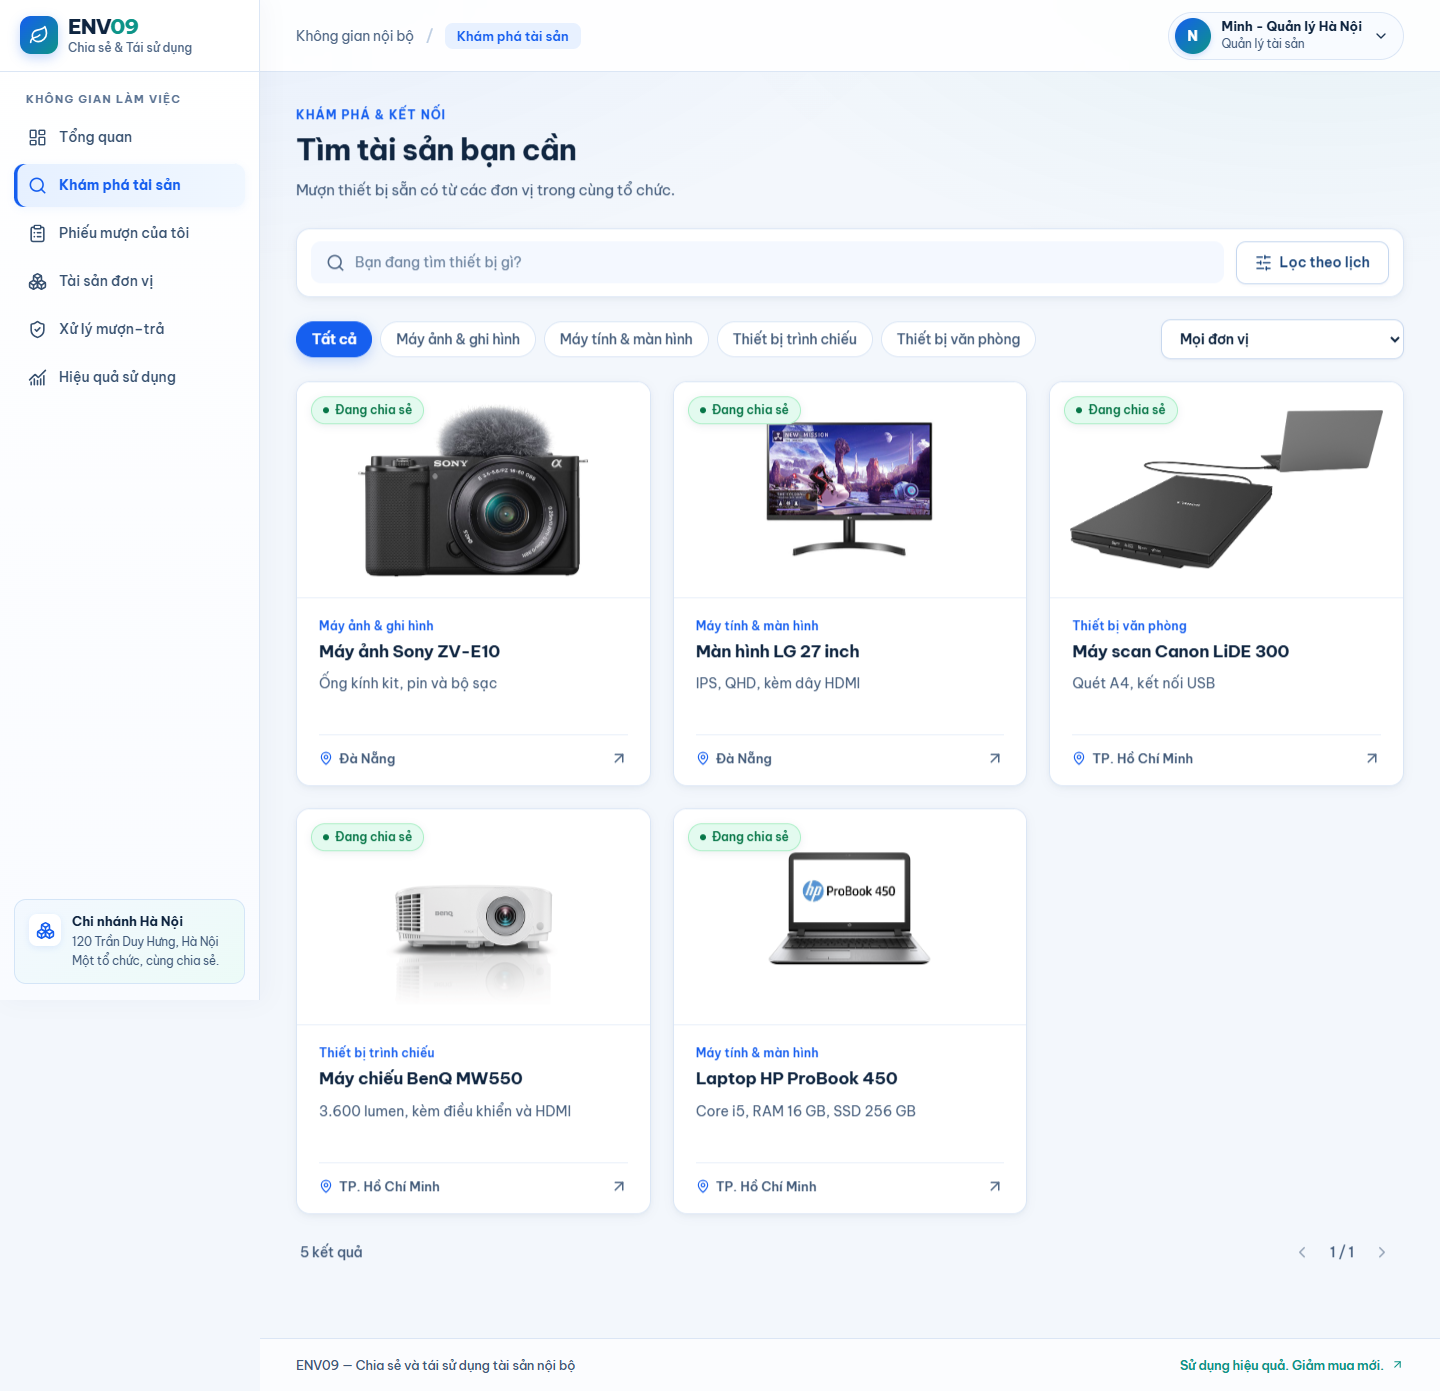 ENV09
Chia sẻ & Tái sử dụng
KHÔNG GIAN LÀM VIỆC
Tổng quan
Khám phá tài sản
Phiếu mượn của tôi
Tài sản đơn vị
Xử lý mượn–trả
Hiệu quả sử dụng
Chi nhánh Hà Nội
120 Trần Duy Hưng, Hà Nội
Một tổ chức, cùng chia sẻ.
Không gian nội bộ / Khám phá tài sản
N
Minh - Quản lý Hà Nội
Quản lý tài sản
KHÁM PHÁ & KẾT NỐI
Tìm tài sản bạn cần
Mượn thiết bị sẵn có từ các đơn vị trong cùng tổ chức.
Bạn đang tìm thiết bị gì?
Lọc theo lịch
Tất cả
Máy ảnh & ghi hình
Máy tính & màn hình
Thiết bị trình chiếu
Thiết bị văn phòng
Mọi đơn vị
Đang chia sẻ
SONY
α
Máy ảnh & ghi hình
Máy ảnh Sony ZV-E10
Ống kính kit, pin và bộ sạc
Đà Nẵng
Đang chia sẻ
NEW MISSION
Máy tính & màn hình
Màn hình LG 27 inch
IPS, QHD, kèm dây HDMI
Đà Nẵng
Đang chia sẻ
Canon
Thiết bị văn phòng
Máy scan Canon LiDE 300
Quét A4, kết nối USB
TP. Hồ Chí Minh
Đang chia sẻ
BenQ
Thiết bị trình chiếu
Máy chiếu BenQ MW550
3.600 lumen, kèm điều khiển và HDMI
TP. Hồ Chí Minh
Đang chia sẻ
hp ProBook 450
Máy tính & màn hình
Laptop HP ProBook 450
Core i5, RAM 16 GB, SSD 256 GB
TP. Hồ Chí Minh
5 kết quả
1 / 1
ENV09 — Chia sẻ và tái sử dụng tài sản nội bộ
Sử dụng hiệu quả. Giảm mua mới.